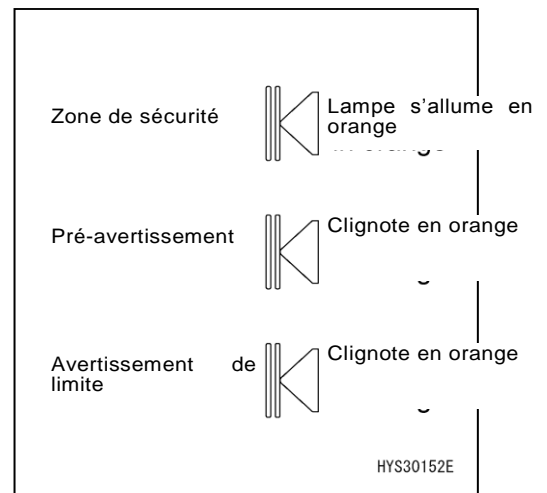 Zone de sécurité
Lampe s'allume en
orange
Pré-avertissement
Clignote en orange
Avertissement de
limite
Clignote en orange
HYS30152E